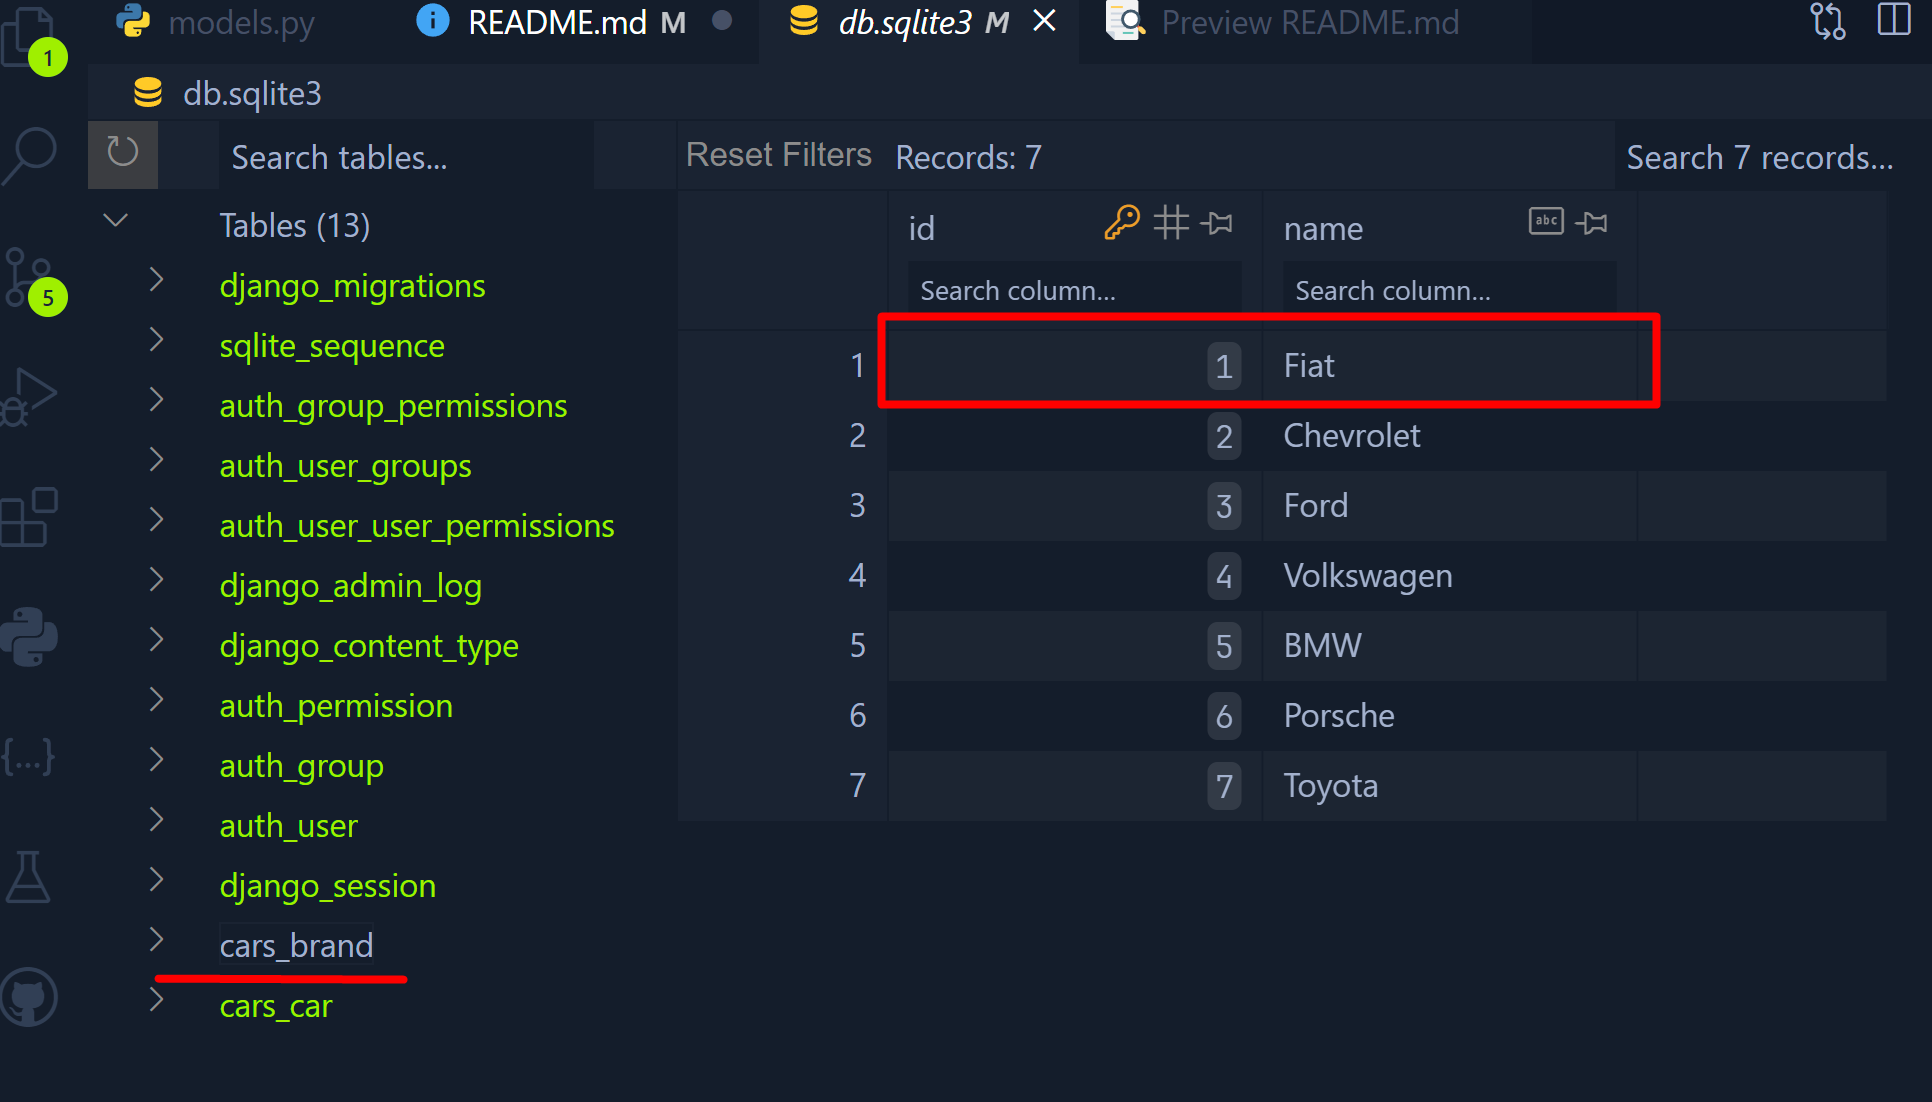 models.py
README.md M
db.sqlite3 M
Preview README.md
1
db.sqlite3
Search tables...
Reset Filters
Records: 7
Search 7 records...
Tables (13)
id
name
abc
Search column...
Search column...
5
django_migrations
sqlite_sequence
auth_group_permissions
auth_user_groups
auth_user_user_permissions
django_admin_log
django_content_type
auth_permission
auth_group
auth_user
django_session
cars_brand
cars_car
1 1 Fiat
2 2 Chevrolet
3 3 Ford
4 4 Volkswagen
5 5 BMW
6 6 Porsche
7 7 Toyota
{...}